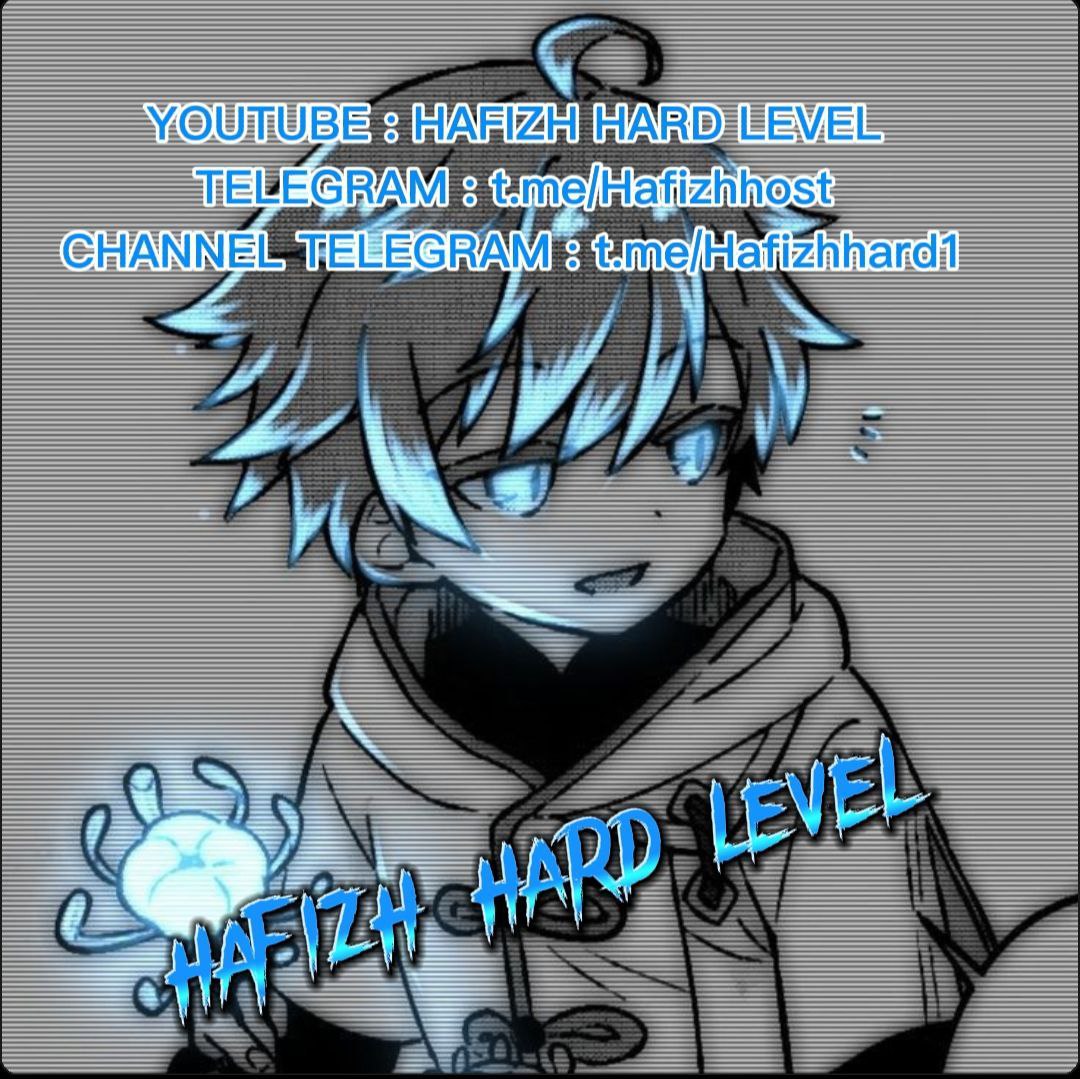 YOUTUBE : HAFIZH HARD LEVEL
TELEGRAM : t.me/Hafizhhost
CHANNEL TELEGRAM : t.me/Hafizhhard1
HAFIZH HARD LEVEL